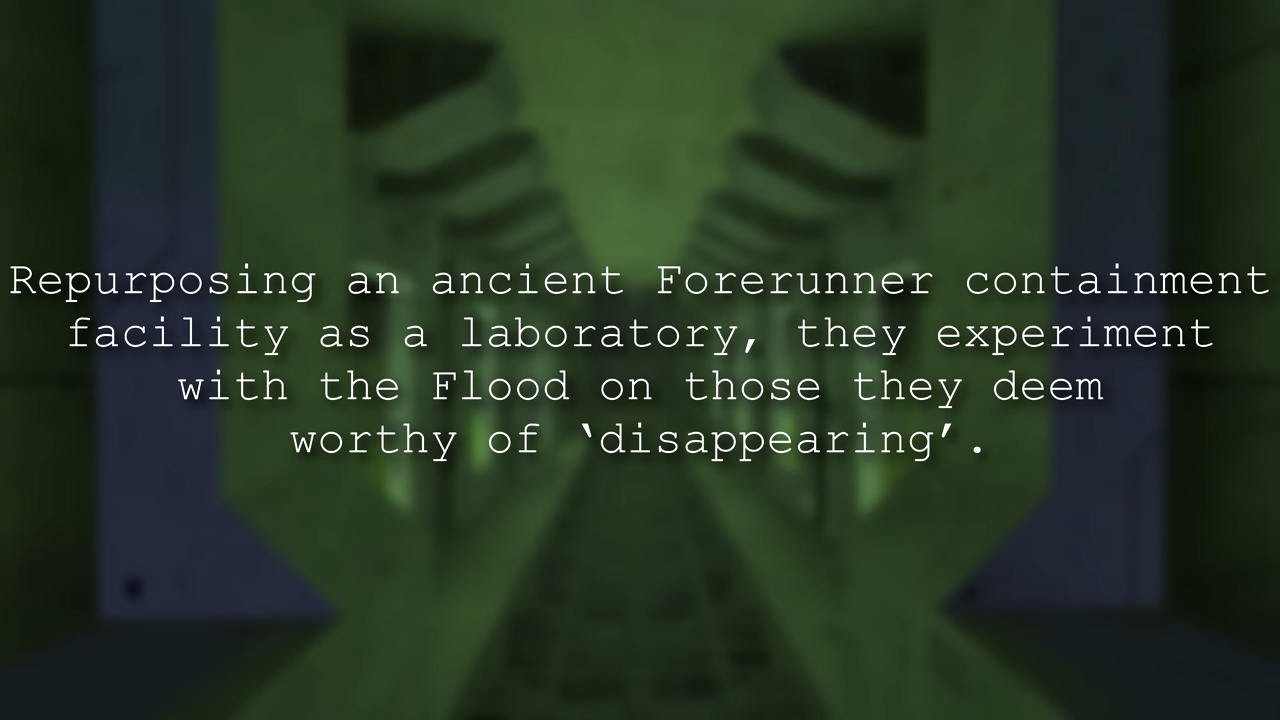 Repurposing an ancient Forerunner containment
facility as a laboratory, they experiment
with the Flood on those they deem
worthy of ‘disappearing’.